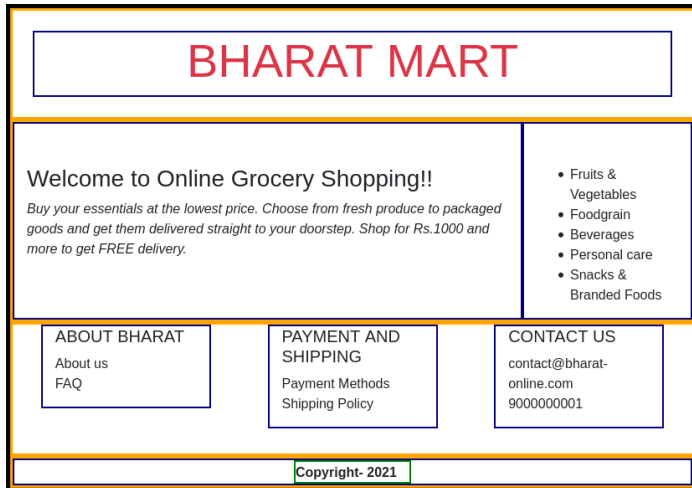 BHARAT MART
Welcome to Online Grocery Shopping!!
Buy your essentials at the lowest price. Choose from fresh produce to packaged
goods and get them delivered straight to your doorstep. Shop for Rs.1000 and
more to get FREE delivery.
Fruits &
Vegetables
Foodgrain
Beverages
Personal care
Snacks &
Branded Foods
ABOUT BHARAT
About us
FAQ
PAYMENT AND
SHIPPING
Payment Methods
Shipping Policy
CONTACT US
contact@bharat-
online.com
9000000001
Copyright- 2021